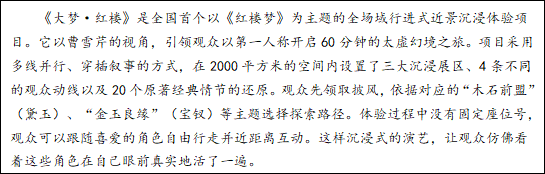 《大梦·红楼》是全国首个以《红楼梦》为主题的全场域行进式近景沉浸体验项
目。它以曹雪芹的视角，引领观众以第一人称开启 60 分钟的太虚幻境之旅。项目采用
多线并行、穿插叙事的方式，在 2000 平方米的空间内设置了三大沉浸展区、4 条不同
的观众动线以及 20 个原著经典情节的还原。观众先领取披风，依据对应的“木石前盟”
（黛玉）、“金玉良缘”（宝钗）等主题选择探索路径。体验过程中没有固定座位号，
观众可以跟随喜爱的角色自由行走并近距离互动。这样沉浸式的演艺，让观众仿佛看
着这些角色在自己眼前真实地活了一遍。